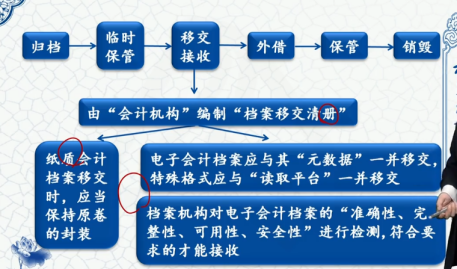 归档
临时
保管
移交
接收
外借
保管
销毁
由“会计机构”编制“档案移交清册”
纸质会计
档案移交
时，应当
保持原卷
的封装
电子会计档案应与其“元数据”一并移交，
特殊格式应与“读取平台”一并移交
档案机构对电子会计档案的“准确性、完
整性、可用性、安全性”进行检测，符合要
求的才能接收